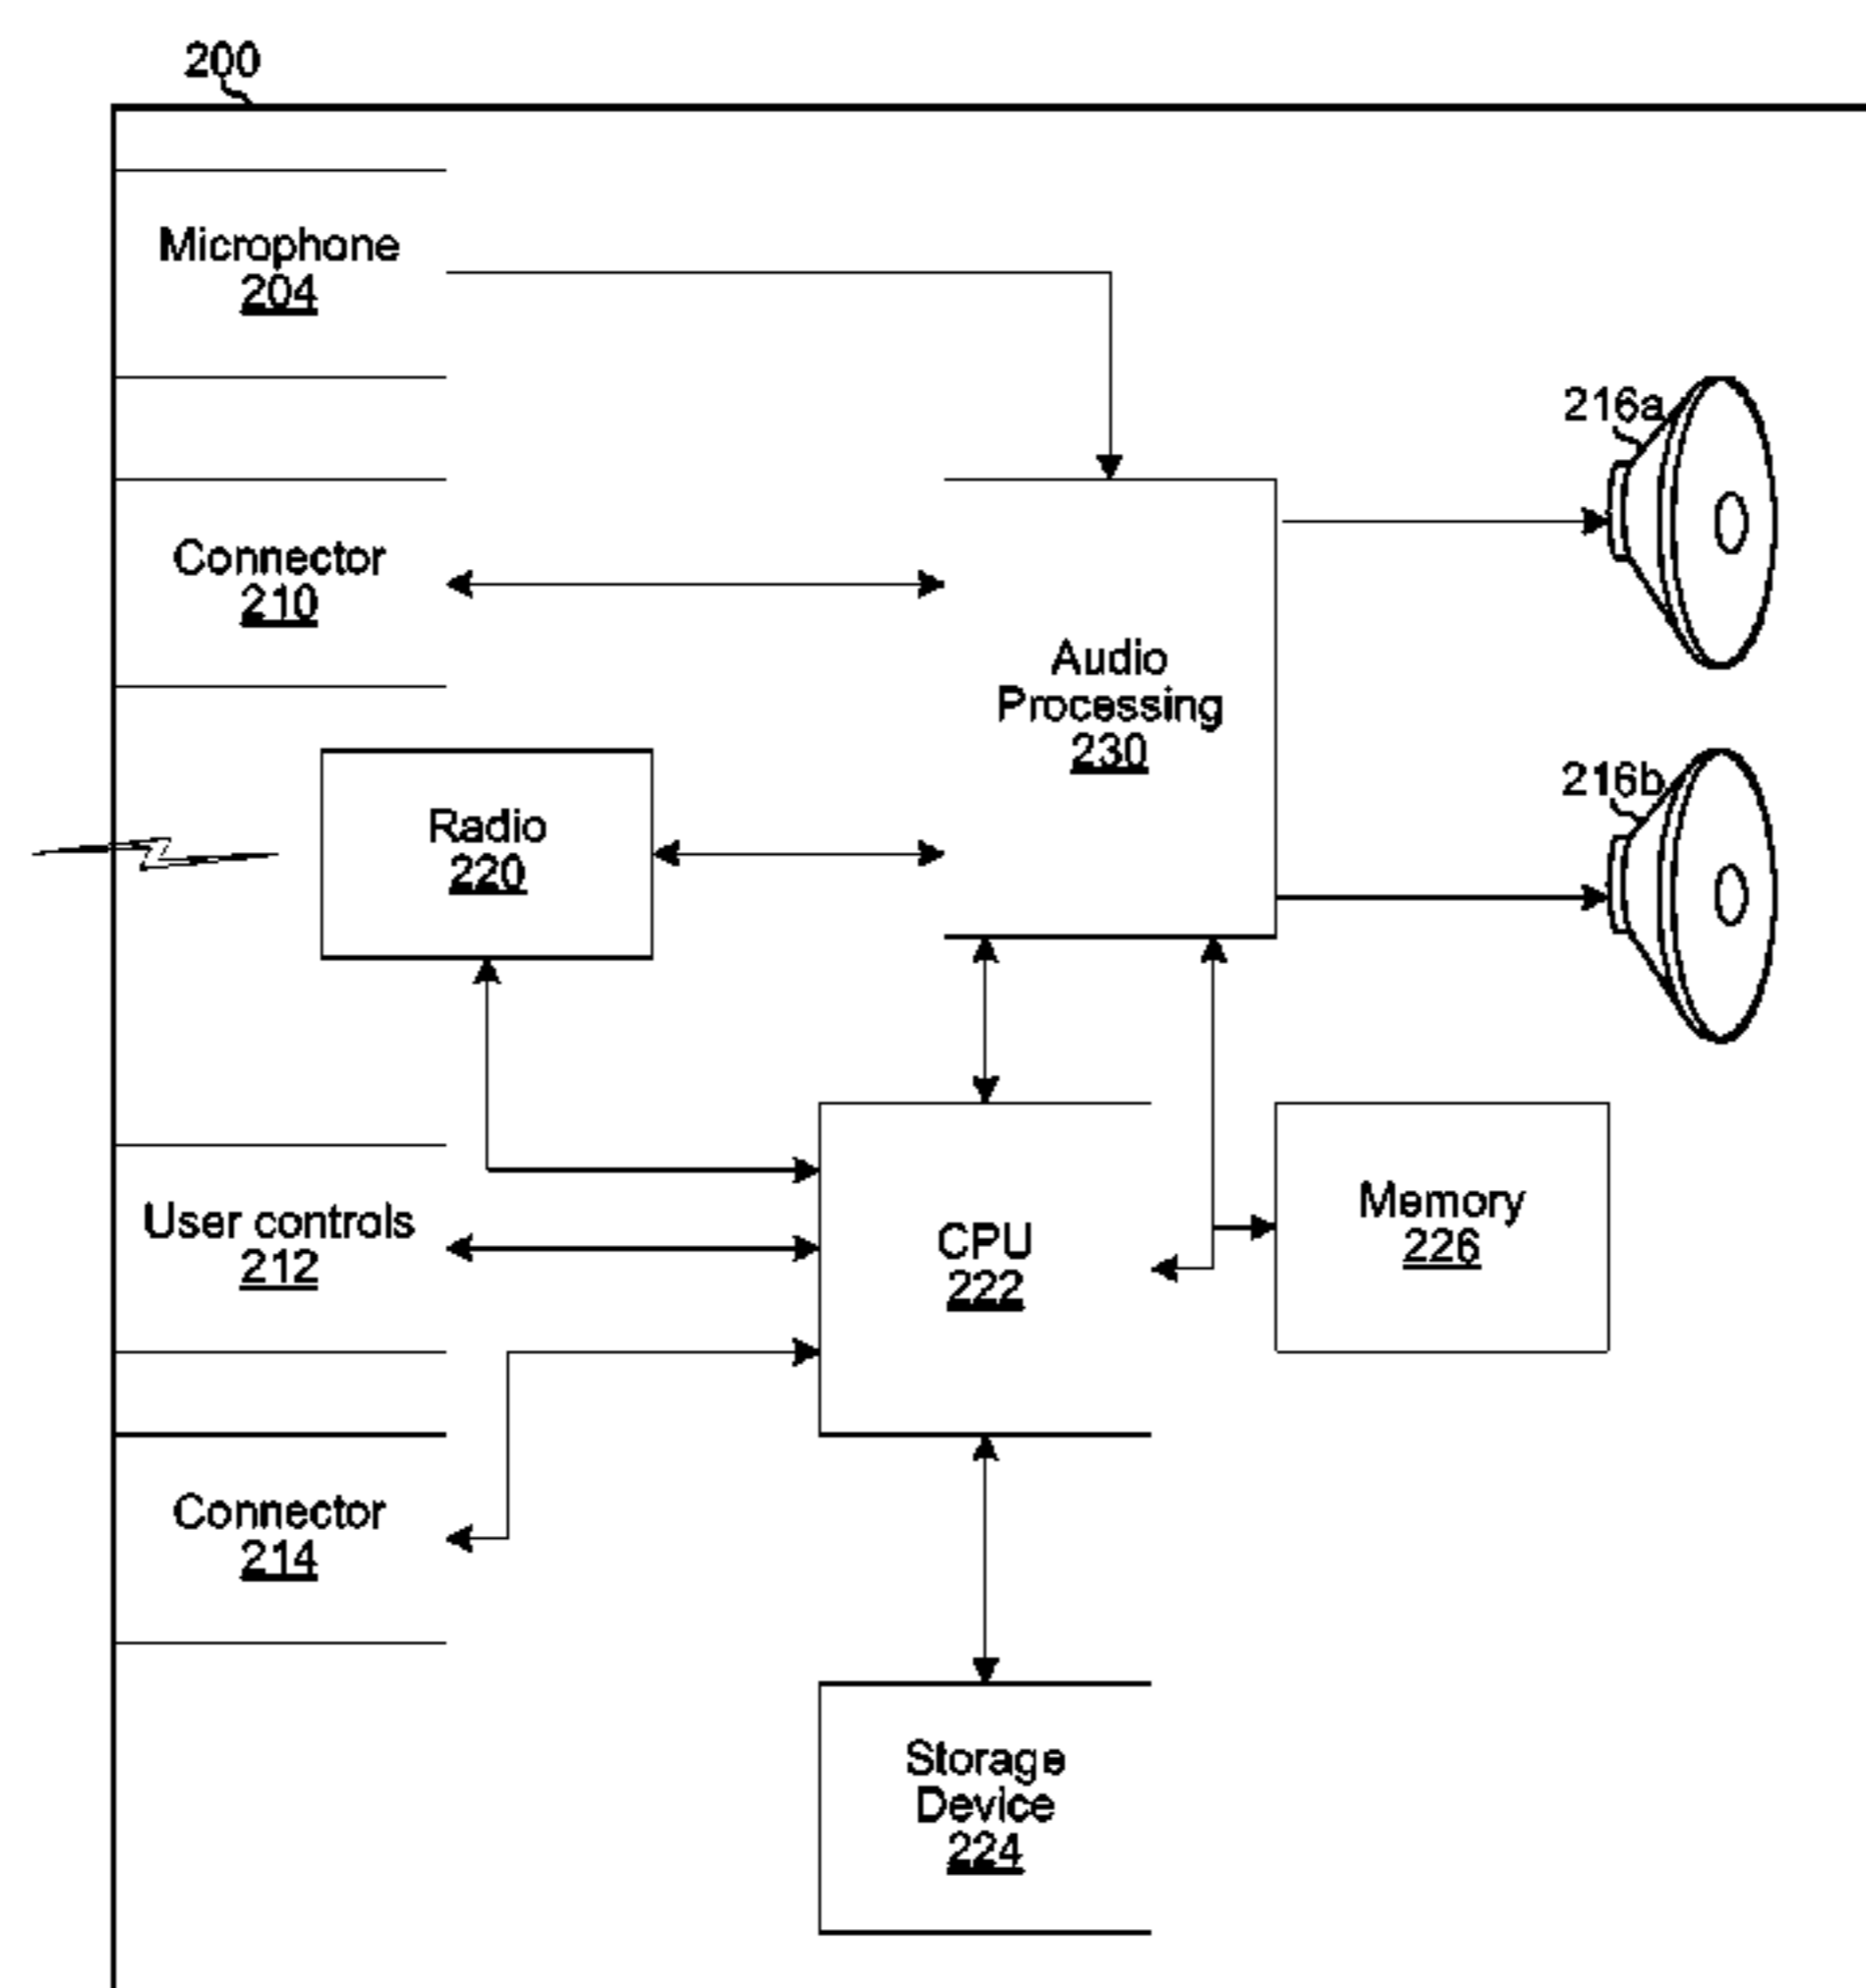 200
Microphone
204
216a
Connector
210
Audio
Processing
230
216b
Radio
220
User controls
212
CPU
222
Memory
226
Connector
214
Storage
Device
224